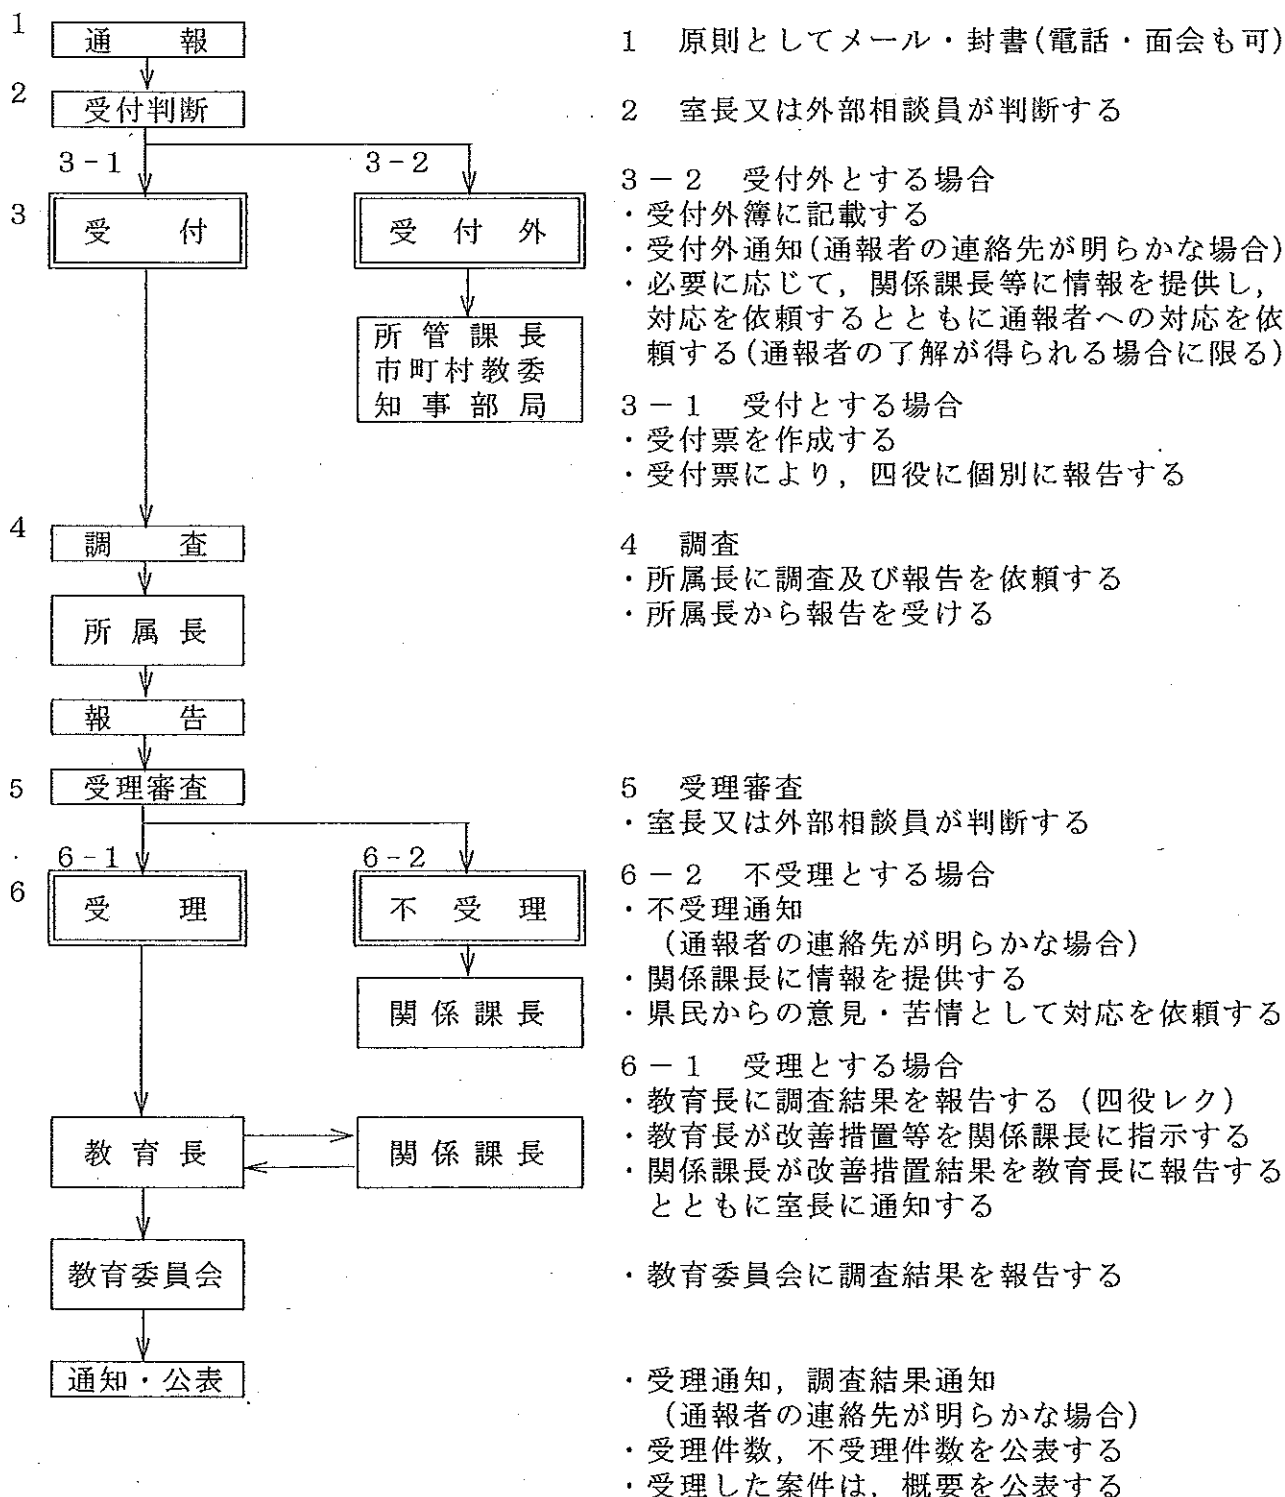 1
通　報
2
受付判断
3-1
3-2
3
受　付
受　付　外
所管課長
市町村教委
知事部局
4
調　査
所属長
報　告
5
受理審査
6-1
6-2
6
受　理
不　受　理
関係課長
教育長
関係課長
教育委員会
通知・公表
1　原則としてメール・封書(電話・面会も可)
2　室長又は外部相談員が判断する
3－2　受付外とする場合
・受付外簿に記載する
・受付外通知(通報者の連絡先が明らかな場合)
・必要に応じて，関係課長等に情報を提供し，
対応を依頼するとともに通報者への対応を依
頼する(通報者の了解が得られる場合に限る)
3－1　受付とする場合
・受付票を作成する
・受付票により，四役に個別に報告する
4　調査
・所属長に調査及び報告を依頼する
・所属長から報告を受ける
5　受理審査
・室長又は外部相談員が判断する
6－2　不受理とする場合
・不受理通知
（通報者の連絡先が明らかな場合）
・関係課長に情報を提供する
・県民からの意見・苦情として対応を依頼する
6－1　受理とする場合
・教育長に調査結果を報告する（四役レク）
・教育長が改善措置等を関係課長に指示する
・関係課長が改善措置結果を教育長に報告する
とともに室長に通知する
・教育委員会に調査結果を報告する
・受理通知，調査結果通知
（通報者の連絡先が明らかな場合）
・受理件数，不受理件数を公表する
・受理した案件は，概要を公表する